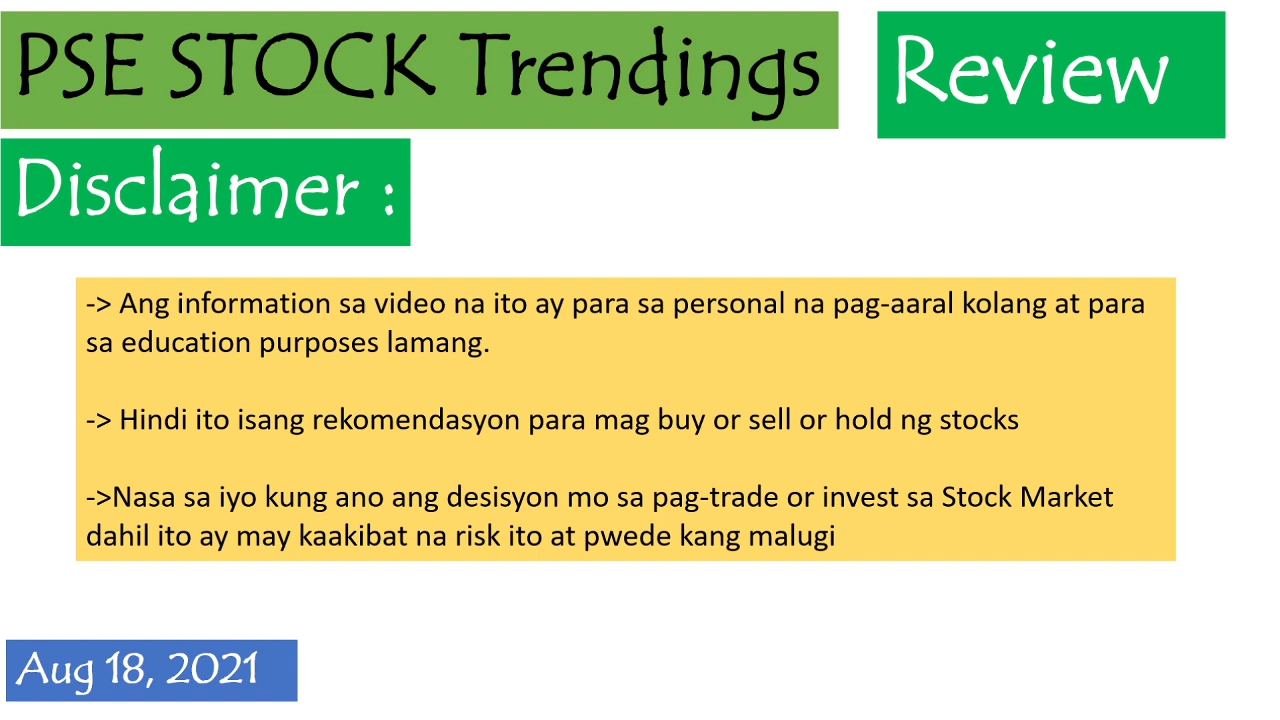 PSE STOCK Trendings Review
Disclaimer :
-> Ang information sa video na ito ay para sa personal na pag-aaral kolang at para
sa education purposes lamang.
-> Hindi ito isang rekomendasyon para mag buy or sell or hold ng stocks
->Nasa sa iyo kung ano ang desisyon mo sa pag-trade or invest sa Stock Market
dahil ito ay may kaakibat na risk ito at pwede kang malugi
Aug 18, 2021